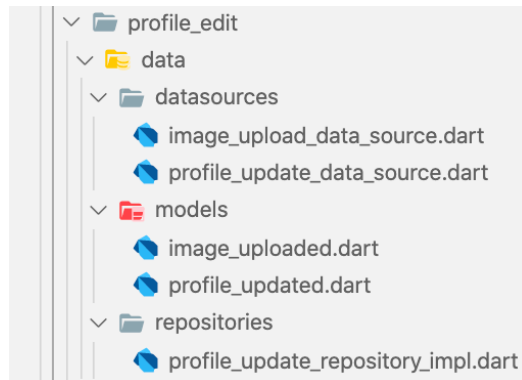 profile_edit
data
datasources
image_upload_data_source.dart
profile_update_data_source.dart
models
image_uploaded.dart
profile_updated.dart
repositories
profile_update_repository_impl.dart